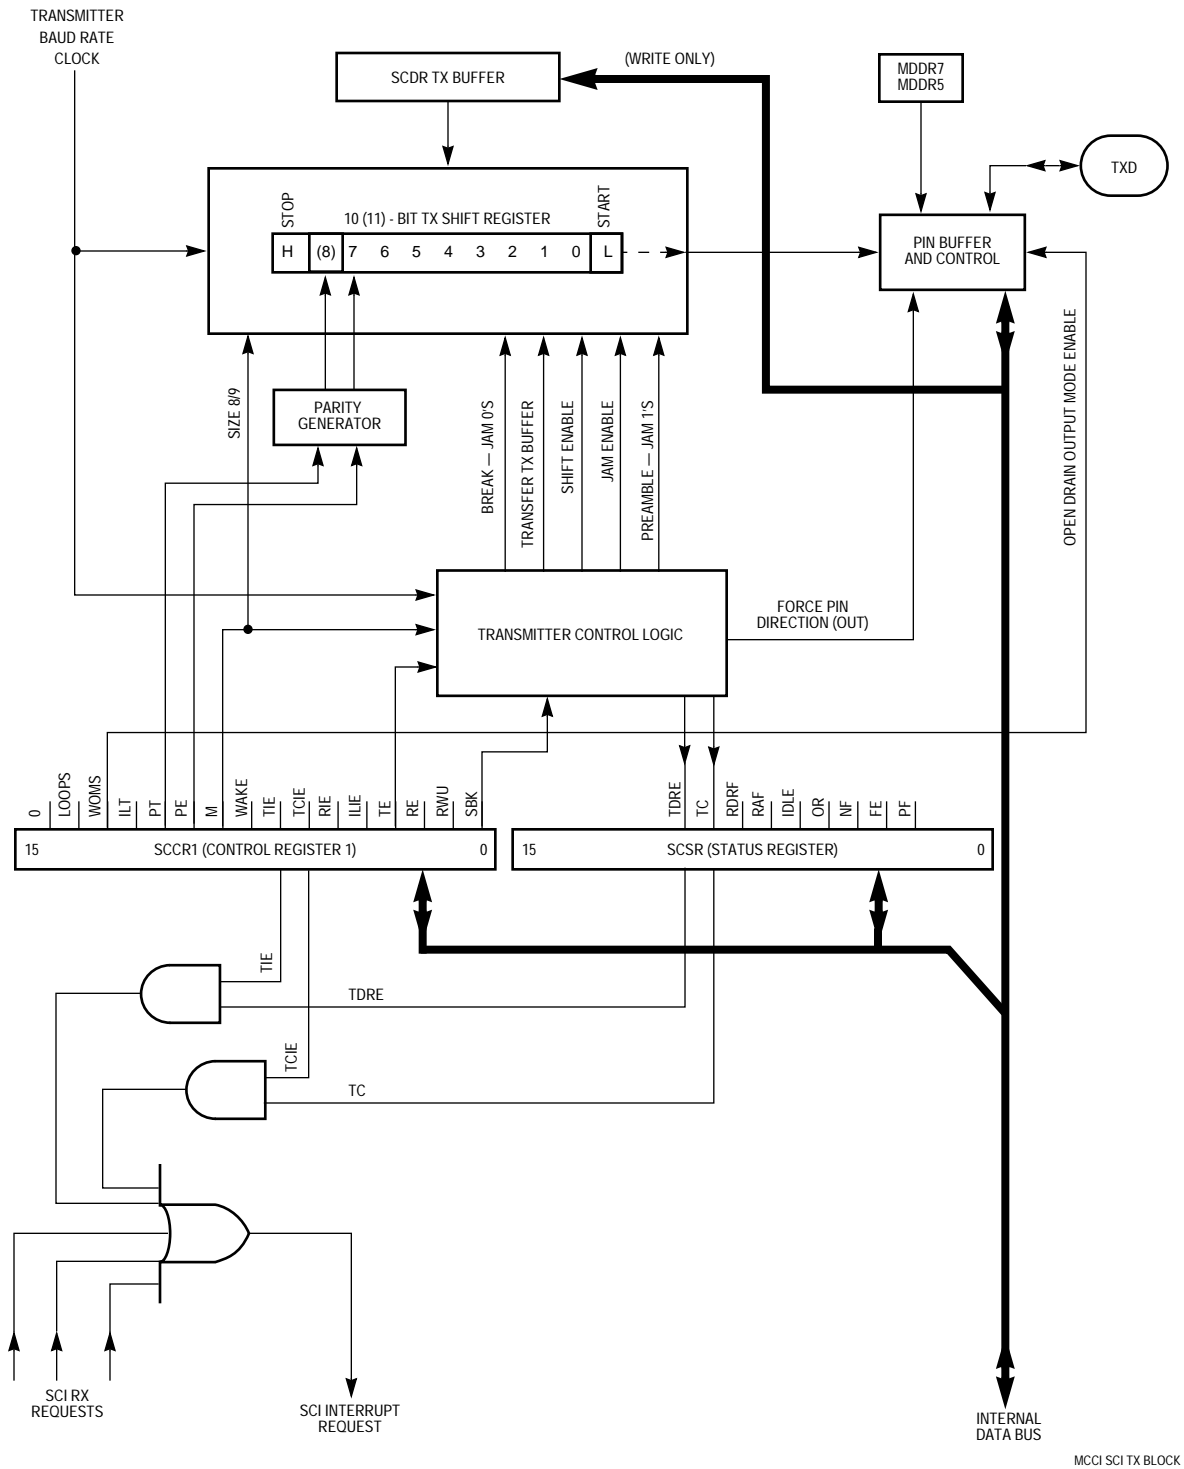 TRANSMITTER
BAUD RATE
CLOCK
(WRITE ONLY)
SCDR TX BUFFER
MDDR7
MDDR5
TXD
STOP
10 (11) - BIT TX SHIFT REGISTER
START
H (8) 7 6 5 4 3 2 1 0 L
PIN BUFFER
AND CONTROL
OPEN DRAIN OUTPUT MODE ENABLE
SIZE 8/9
PARITY
GENERATOR
BREAK — JAM 0'S
TRANSFER TX BUFFER
SHIFT ENABLE
JAM ENABLE
PREAMBLE — JAM 1'S
TRANSMITTER CONTROL LOGIC
FORCE PIN
DIRECTION (OUT)
0
LOOPS
WOMS
ILT
PT
PE
M
WAKE
TIE
TCIE
RIE
ILIE
TE
RE
RWU
SBK
TDRE
TC
RDRF
RAF
IDLE
OR
NF
FE
PF
15 SCCR1 (CONTROL REGISTER 1) 0
15 SCSR (STATUS REGISTER) 0
TIE
TDRE
TCIE
TC
SCI RX
REQUESTS
SCI INTERRUPT
REQUEST
INTERNAL
DATA BUS
MCCI SCI TX BLOCK